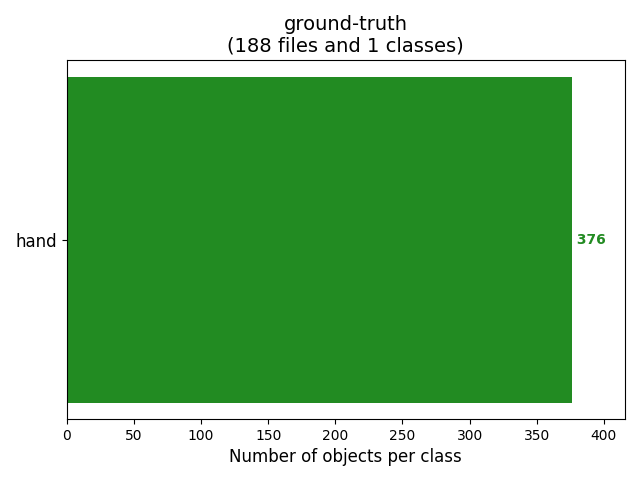 ground-truth
(188 files and 1 classes)
hand
376
0 50 100 150 200 250 300 350 400
Number of objects per class